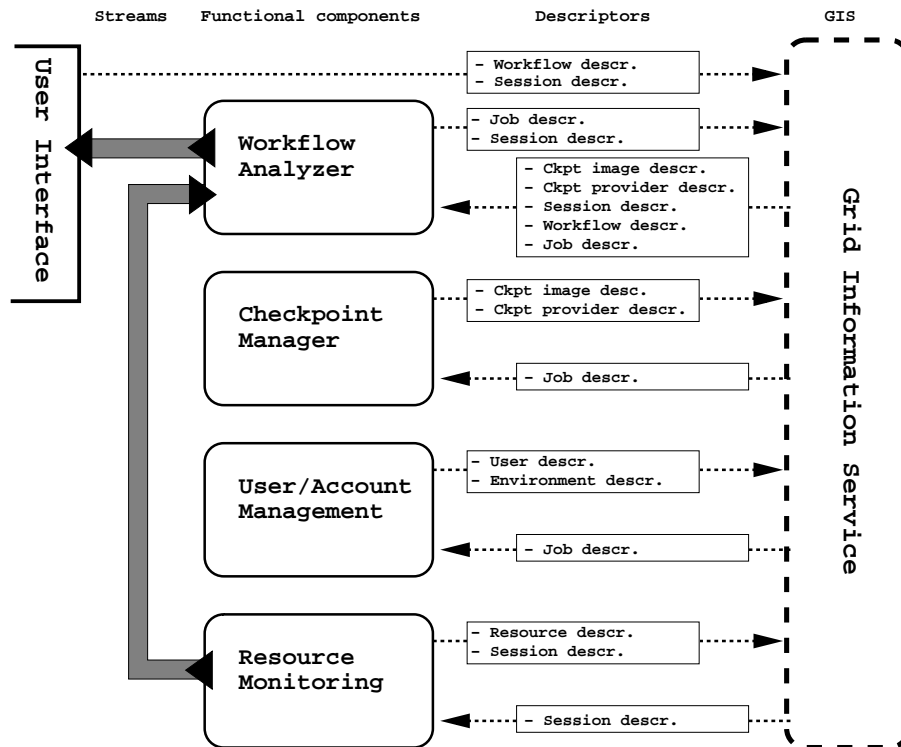 Streams
Functional components
Descriptors
GIS
User Interface
- Workflow descr.
- Session descr.
Workflow
Analyzer
- Job descr.
- Session descr.
- Ckpt image descr.
- Ckpt provider descr.
- Session descr.
- Workflow descr.
- Job descr.
Checkpoint
Manager
- Ckpt image desc.
- Ckpt provider descr.
- Job descr.
User/Account
Management
- User descr.
- Environment descr.
- Job descr.
Resource
Monitoring
- Resource descr.
- Session descr.
- Session descr.
Grid Information Service